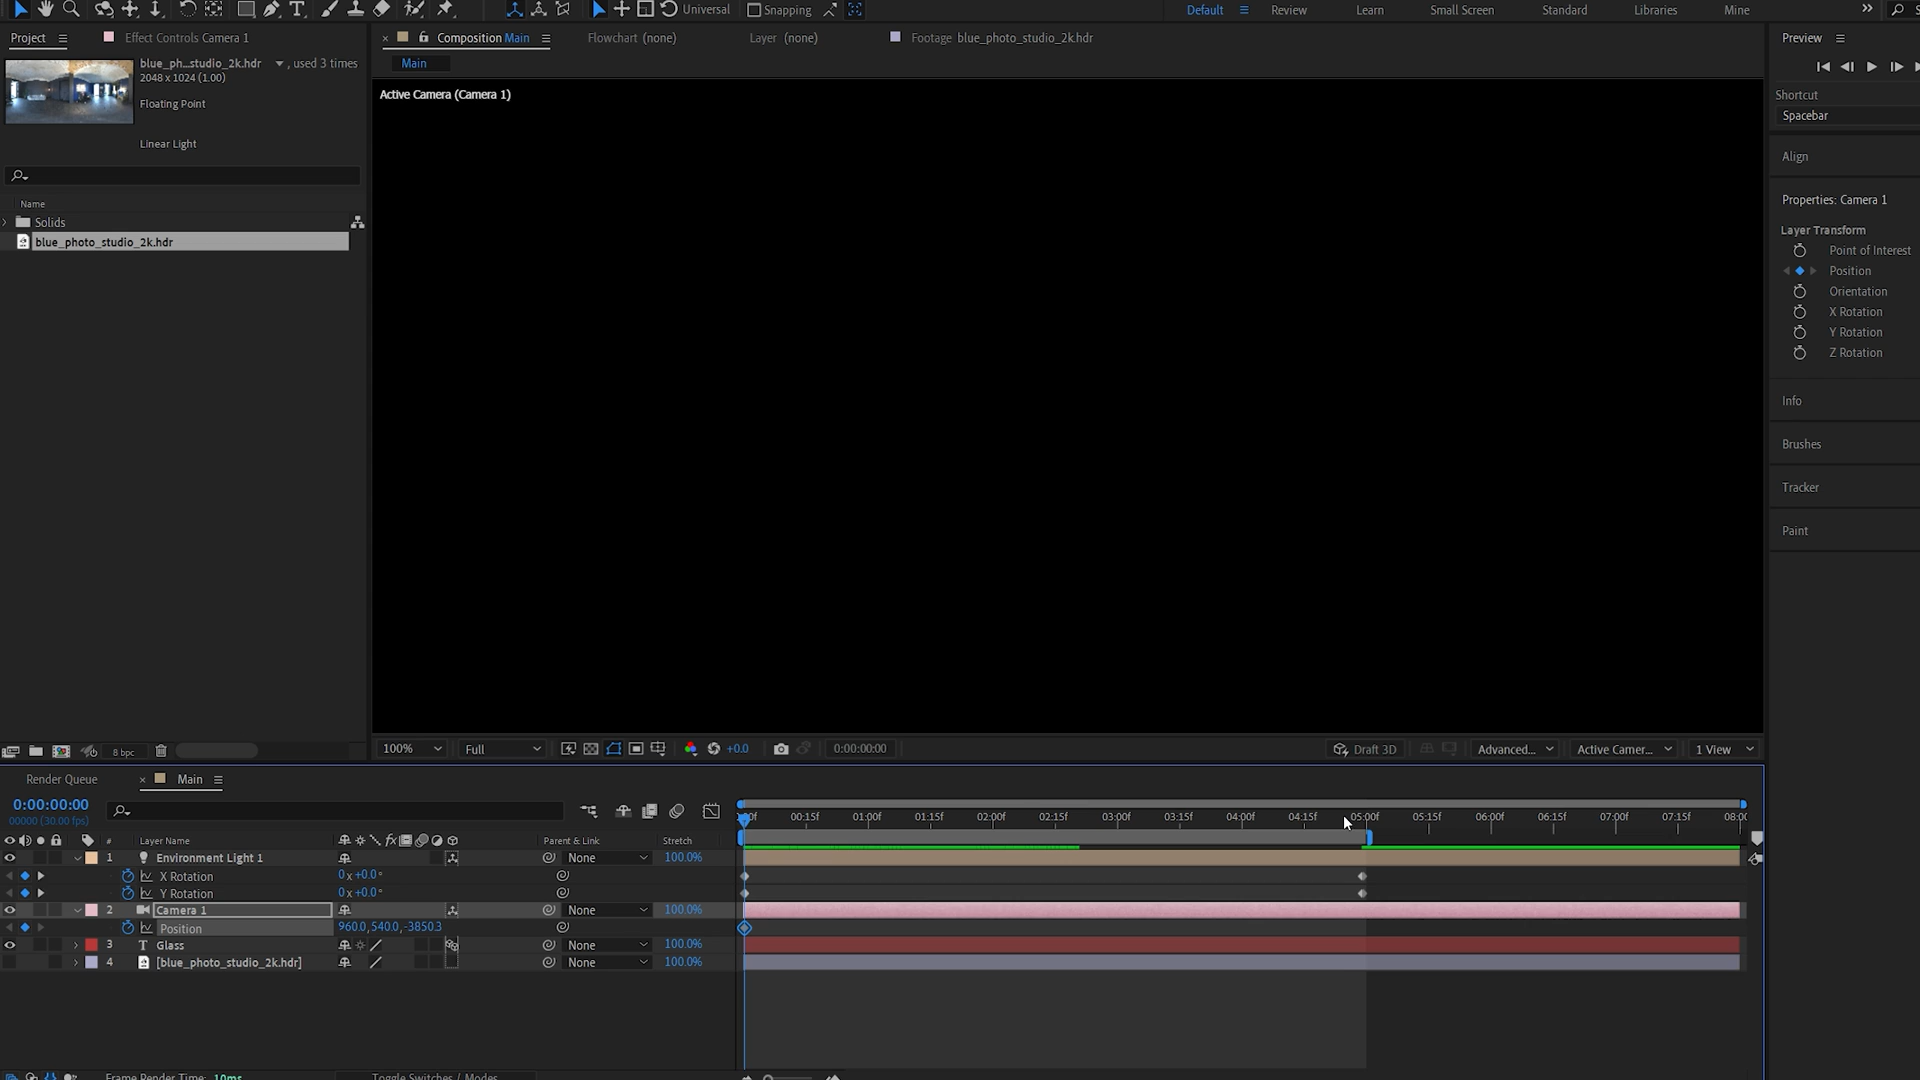 Universal
Snapping
Default
Review
Learn
Small Screen
Standard
Libraries
Mine
Project
Effect Controls Camera 1
Composition Main
Flowchart (none)
Layer (none)
Footage blue_photo_studio_2k.hdr
Preview
blue_ph...studio_2k.hdr , used 3 times
2048 x 1024 (1.00)
Main
Floating Point
Active Camera (Camera 1)
Shortcut
Spacebar
Linear Light
Align
Name
Properties: Camera 1
Solids
Layer Transform
blue_photo_studio_2k.hdr
Point of Interest
Position
Orientation
X Rotation
Y Rotation
Z Rotation
Info
Brushes
Tracker
Paint
8 bpc
100%
Full
+0.0
0:00:00:00
Draft 3D
Advanced...
Active Camer...
1 View
Render Queue
Main
0:00:00:00
00000 (30.00 fps)
00:15f 01:00f 01:15f 02:00f 02:15f 03:00f 03:15f 04:00f 04:15f 05:00f 05:15f 06:00f 06:15f 07:00f 07:15f
# Layer Name
fx
Parent & Link
Stretch
1 Environment Light 1 None 100.0%
X Rotation 0x+0.0°
Y Rotation 0x+0.0°
2 Camera 1 None 100.0%
Position 960.0,540.0,-3850.3
3 T Glass None 100.0%
4 [blue_photo_studio_2k.hdr] None 100.0%
Frame Render Time: 10ms
Toggle Switches / Modes